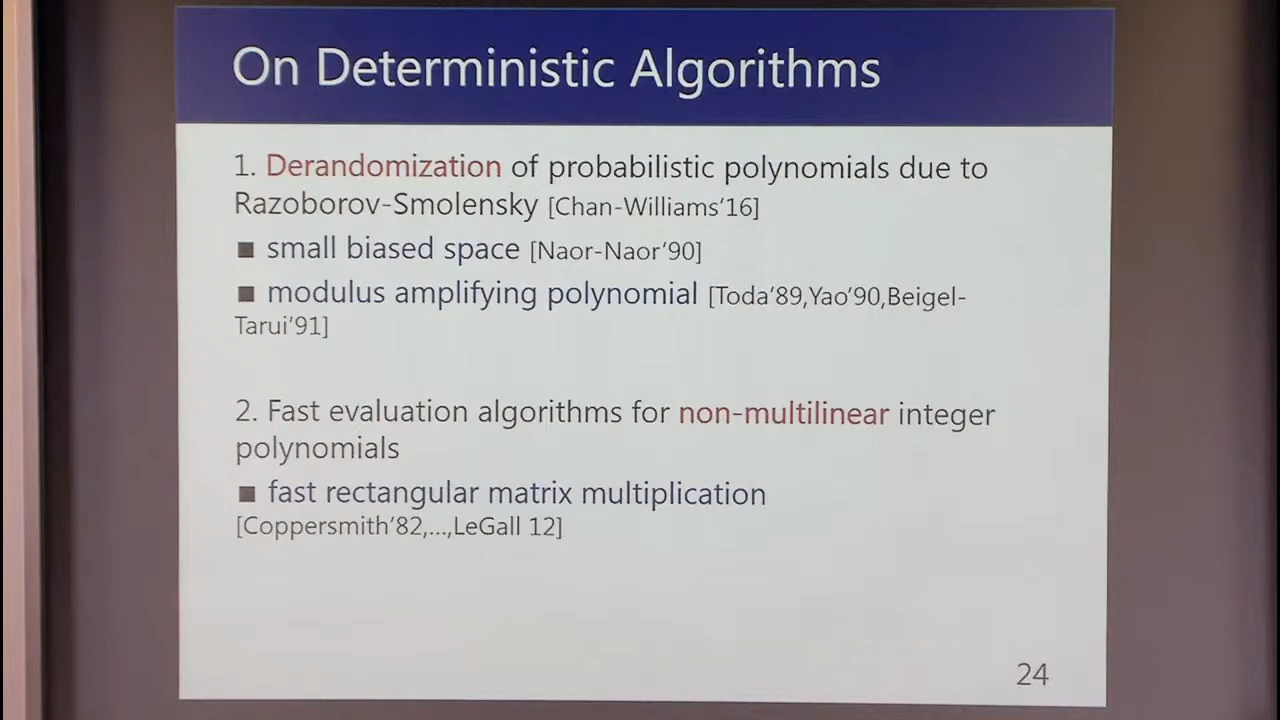 On Deterministic Algorithms
1. Derandomization of probabilistic polynomials due to
Razoborov-Smolensky [Chan-Williams'16]
■ small biased space [Naor-Naor'90]
■ modulus amplifying polynomial [Toda'89,Yao'90,Beigel-
Tarui'91]
2. Fast evaluation algorithms for non-multilinear integer
polynomials
■ fast rectangular matrix multiplication
[Coppersmith'82,...,LeGall 12]
24